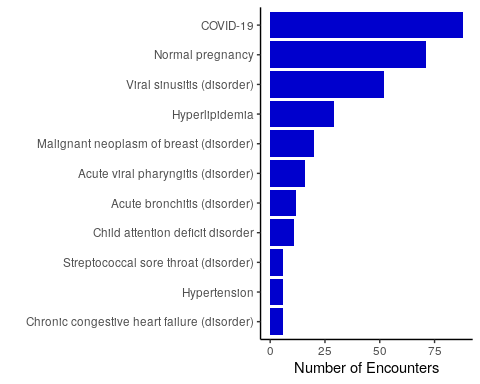 COVID-19
Normal pregnancy
Viral sinusitis (disorder)
Hyperlipidemia
Malignant neoplasm of breast (disorder)
Acute viral pharyngitis (disorder)
Acute bronchitis (disorder)
Child attention deficit disorder
Streptococcal sore throat (disorder)
Hypertension
Chronic congestive heart failure (disorder)
0 25 50 75
Number of Encounters